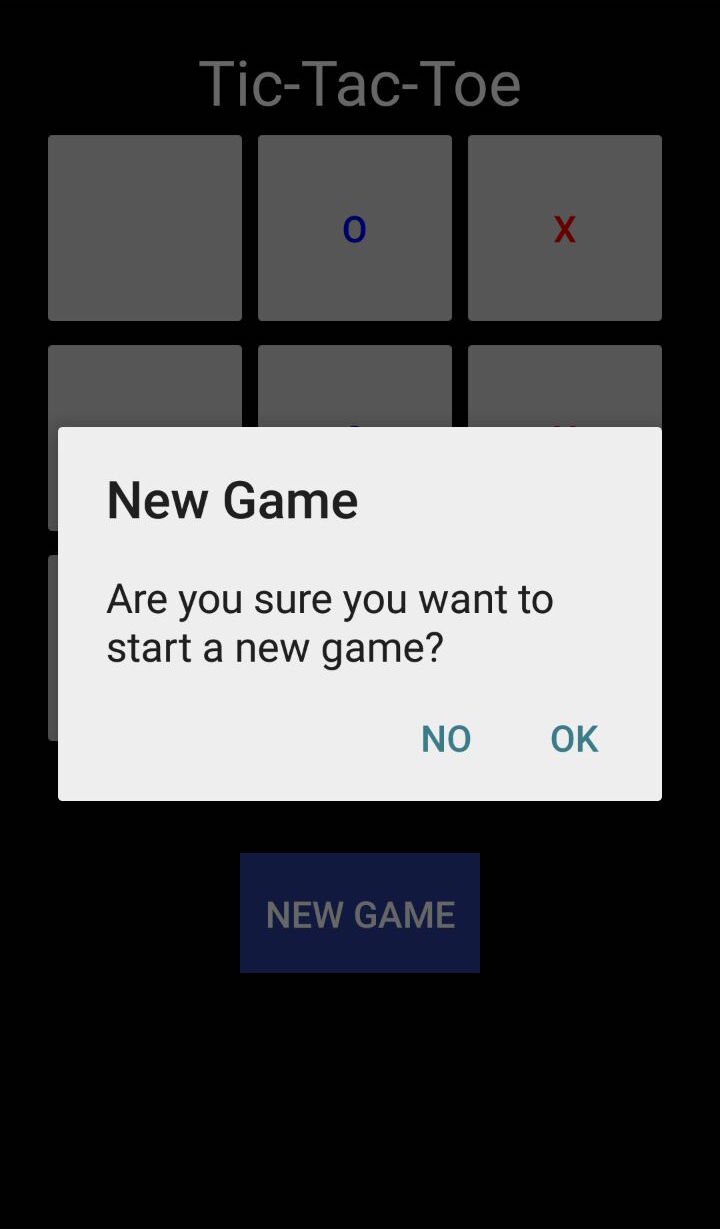 Tic-Tac-Toe
O X
New Game
Are you sure you want to
start a new game?
NO OK
NEW GAME